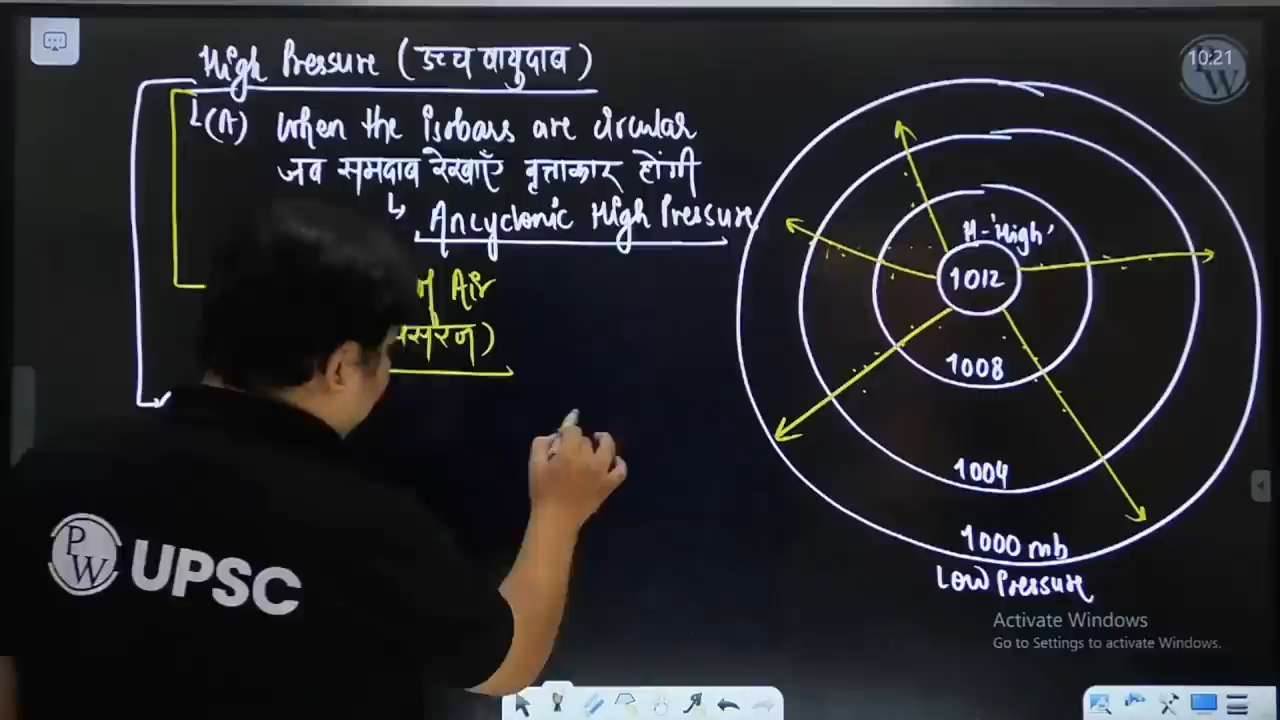 High Pressure (उच्च वायुदाब)
(A) When the isobars are circular
जब समदाब रेखाएँ वृत्ताकार होंगी
Ancyclonic High Pressure
Air
10:21
PW
H-'High'
1012
1008
1004
1000 mb
Low Pressure
Activate Windows
Go to Settings to activate Windows.
PW UPSC